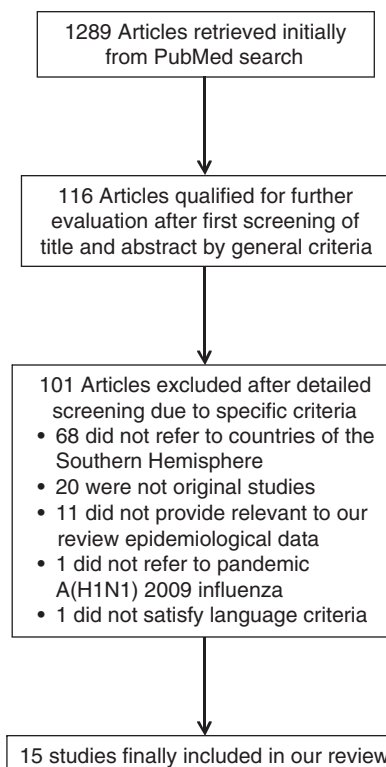 1289 Articles retrieved initially
from PubMed search
116 Articles qualified for further
evaluation after first screening of
title and abstract by general criteria
101 Articles excluded after detailed
screening due to specific criteria
• 68 did not refer to countries of the
Southern Hemisphere
• 20 were not original studies
• 11 did not provide relevant to our
review epidemiological data
• 1 did not refer to pandemic
A(H1N1) 2009 influenza
• 1 did not satisfy language criteria
15 studies finally included in our review